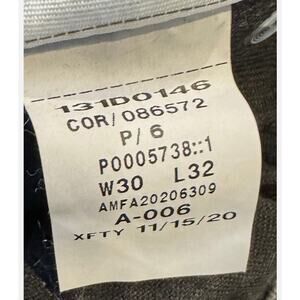 131D0146
COR/086572
P/6
P0005738::1
W30 L32
AMFA20206309
A-006
XFTY 11/15/20